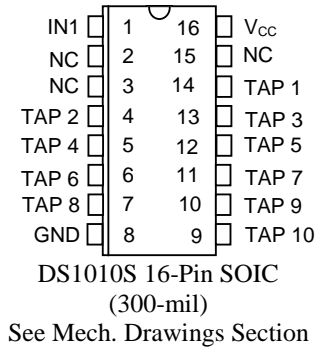 IN1 1 16 VCC
NC 2 15 NC
NC 3 14 TAP 1
TAP 2 4 13 TAP 3
TAP 4 5 12 TAP 5
TAP 6 6 11 TAP 7
TAP 8 7 10 TAP 9
GND 8 9 TAP 10
DS1010S 16-Pin SOIC
(300-mil)
See Mech. Drawings Section